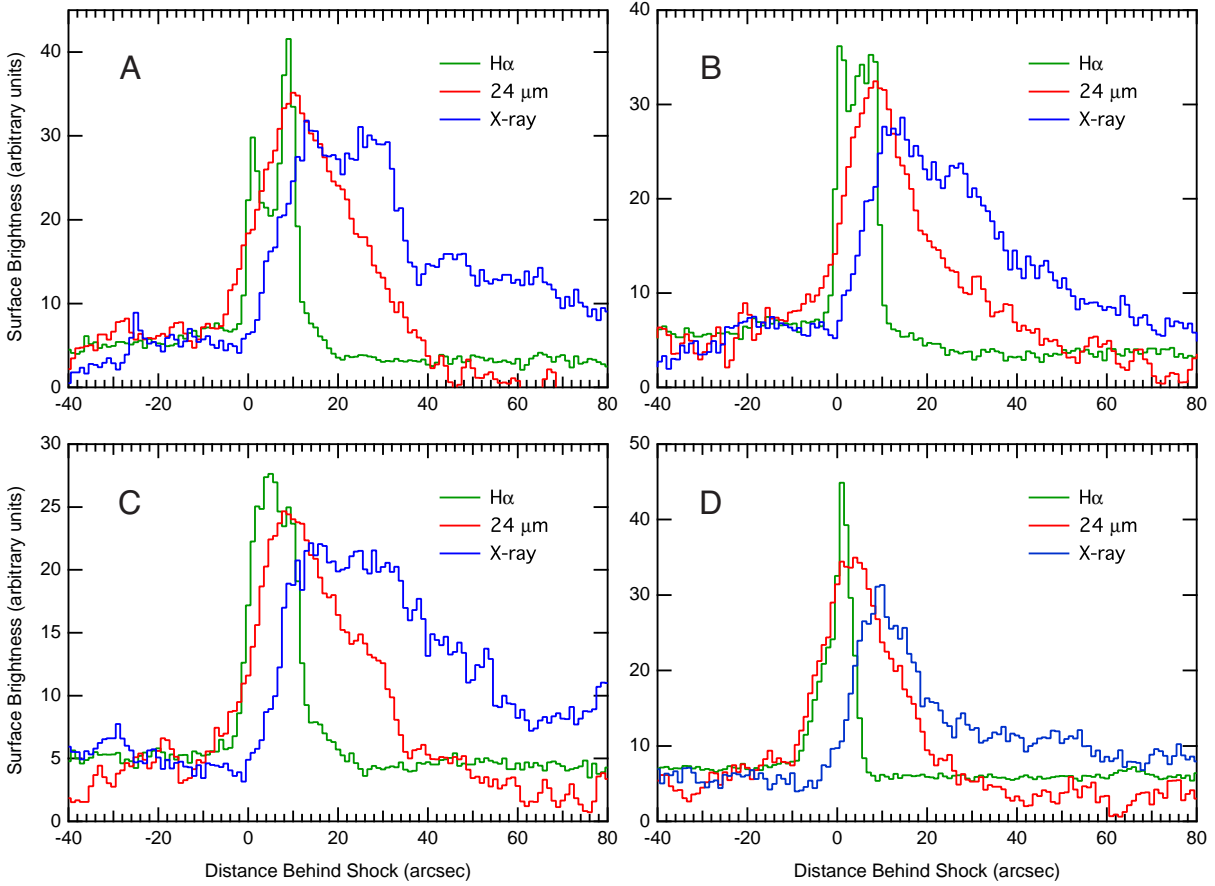 A
Hα
24 μm
X-ray
Surface Brightness (arbitrary units)
40
30
20
10
0
-40 -20 0 20 40 60 80
B
Hα
24 μm
X-ray
40
30
20
10
0
-40 -20 0 20 40 60 80
C
Hα
24 μm
X-ray
Surface Brightness (arbitrary units)
30
25
20
15
10
5
0
-40 -20 0 20 40 60 80
Distance Behind Shock (arcsec)
D
Hα
24 μm
X-ray
50
40
30
20
10
0
-40 -20 0 20 40 60 80
Distance Behind Shock (arcsec)